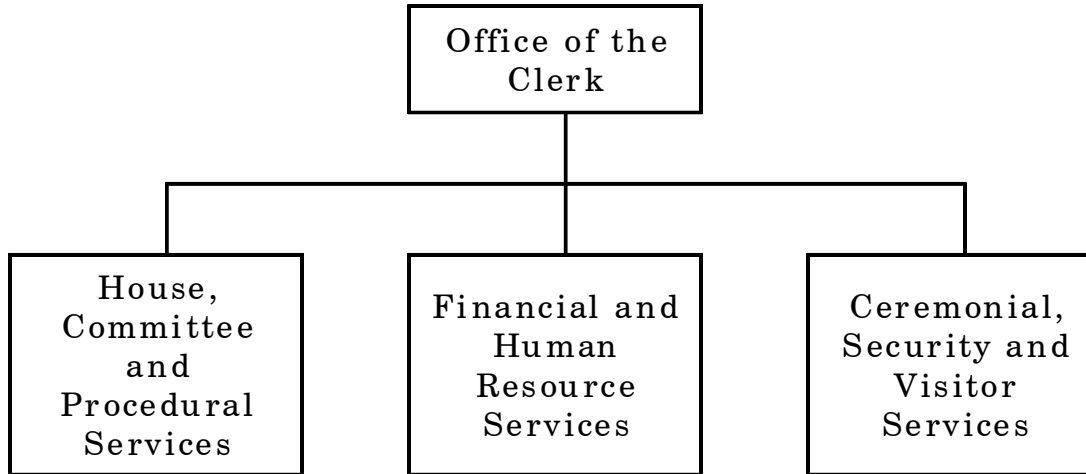 Office of the
Clerk
House,
Committee
and
Procedural
Services
Financial and
Human
Resource
Services
Ceremonial,
Security and
Visitor
Services